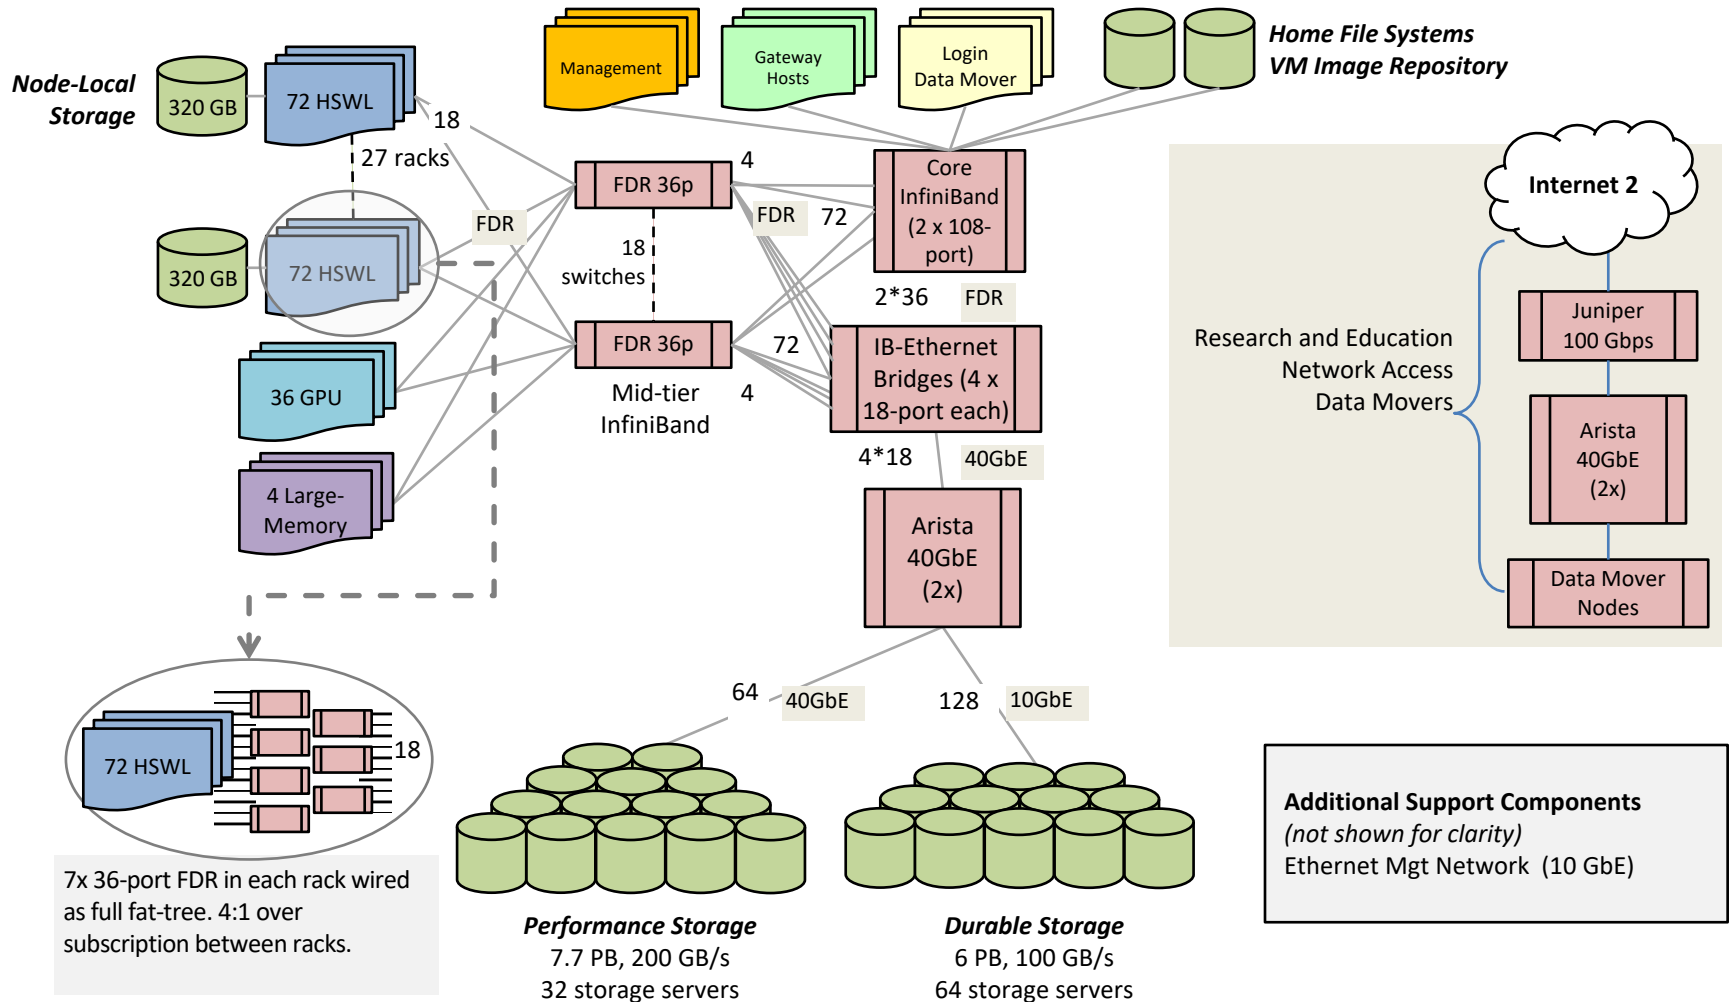 Node-Local
Storage
320 GB
72 HSWL
18
27 racks
320 GB
72 HSWL
FDR
36 GPU
4 Large-
Memory
Management
Gateway
Hosts
Login
Data Mover
Home File Systems
VM Image Repository
FDR 36p
4
18
switches
FDR 36p
Mid-tier
InfiniBand
FDR
72
72
4
Core
InfiniBand
(2 x 108-
port)
2*36
FDR
IB-Ethernet
Bridges (4 x
18-port each)
4*18
40GbE
Arista
40GbE
(2x)
64
40GbE
128
10GbE
Internet 2
Juniper
100 Gbps
Research and Education
Network Access
Data Movers
Arista
40GbE
(2x)
Data Mover
Nodes
72 HSWL
18
7x 36-port FDR in each rack wired
as full fat-tree. 4:1 over
subscription between racks.
Performance Storage
7.7 PB, 200 GB/s
32 storage servers
Durable Storage
6 PB, 100 GB/s
64 storage servers
Additional Support Components
(not shown for clarity)
Ethernet Mgt Network (10 GbE)